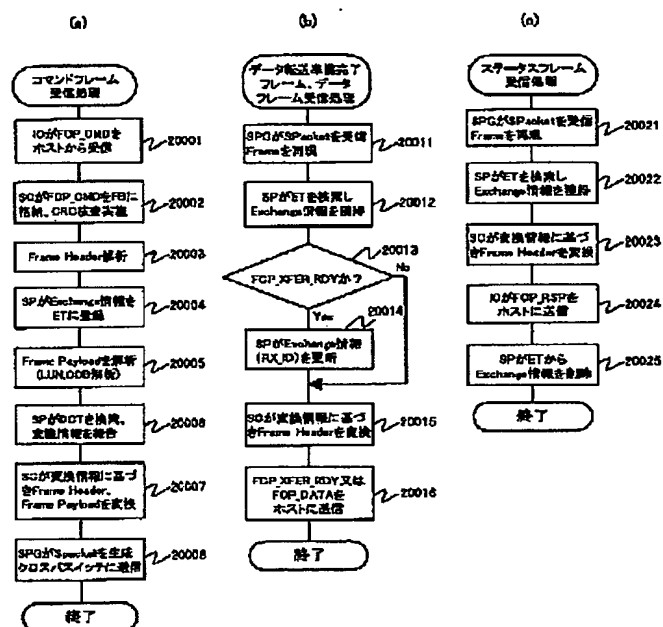 (a)
コマンドフレーム
受信処理
IOがFCP_CMDを
ホストから受信
20001
SCがFCP_CMDをFBに
格納、CRC検査実施
20002
Frame Header解析
20003
SPがExchange情報を
ETに登録
20004
Frame Payloadを解析
(LUN,CDB解析)
20005
SPがDCTを検索、
変換情報を報告
20006
SCが変換情報に基づ
きFrame Header、
Frame Payloadを変換
20007
SPGがSpacketを生成
クロスバスイッチに送信
20008
終了
(b)
データ転送準備完了
フレーム、データ
フレーム受信処理
SPGがSPacketを受信
Frameを再現
20011
SPがETを検索し
Exchange情報を獲得
20012
20013
FCP_XFER_RDYか?
No
Yes
20014
SPがExchange情報
(RX_ID)を更新
SCが変換情報に基づ
きFrame Headerを変換
20015
FCP_XFER_RDY又は
FCP_DATAを
ホストに送信
20016
終了
(c)
ステータスフレーム
受信処理
SPGがSPacketを受信
Frameを再現
20021
SPがETを検索し
Exchange情報を獲得
20022
SCが変換情報に基づ
きFrame Headerを変換
20023
IOがFCP_RSPを
ホストに送信
20024
SPがETから
Exchange情報を削除
20025
終了